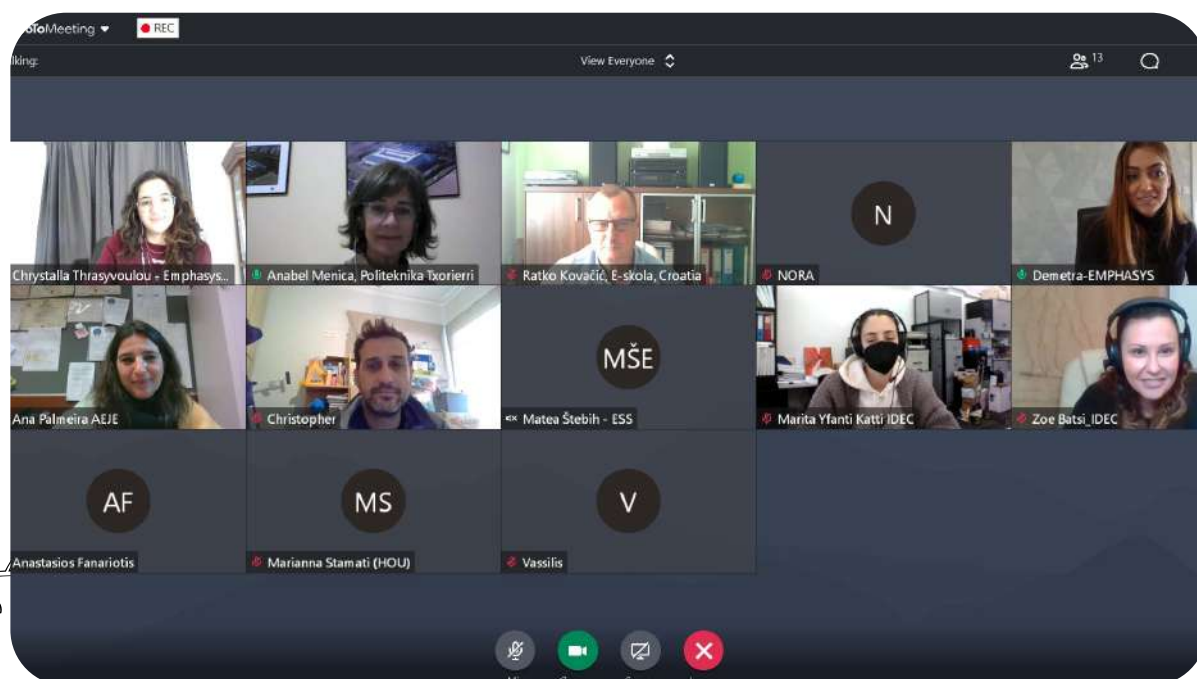 ToMeeting
REC
lking:
View Everyone
13
Chrystalla Thrasyvoulou - Emphasys...
Anabel Menica, Politeknika Txorierri
Ratko Kovačić, E-skola, Croatia
N
NORA
Demetra-EMPHASYS
Ana Palmeira AEJE
Christopher
MŠE
Matea Štebih - ESS
Marita Yfanti Katti IDEC
Zoe Batsi_IDEC
AF
Anastasios Fanariotis
MS
Marianna Stamati (HOU)
V
Vassilis